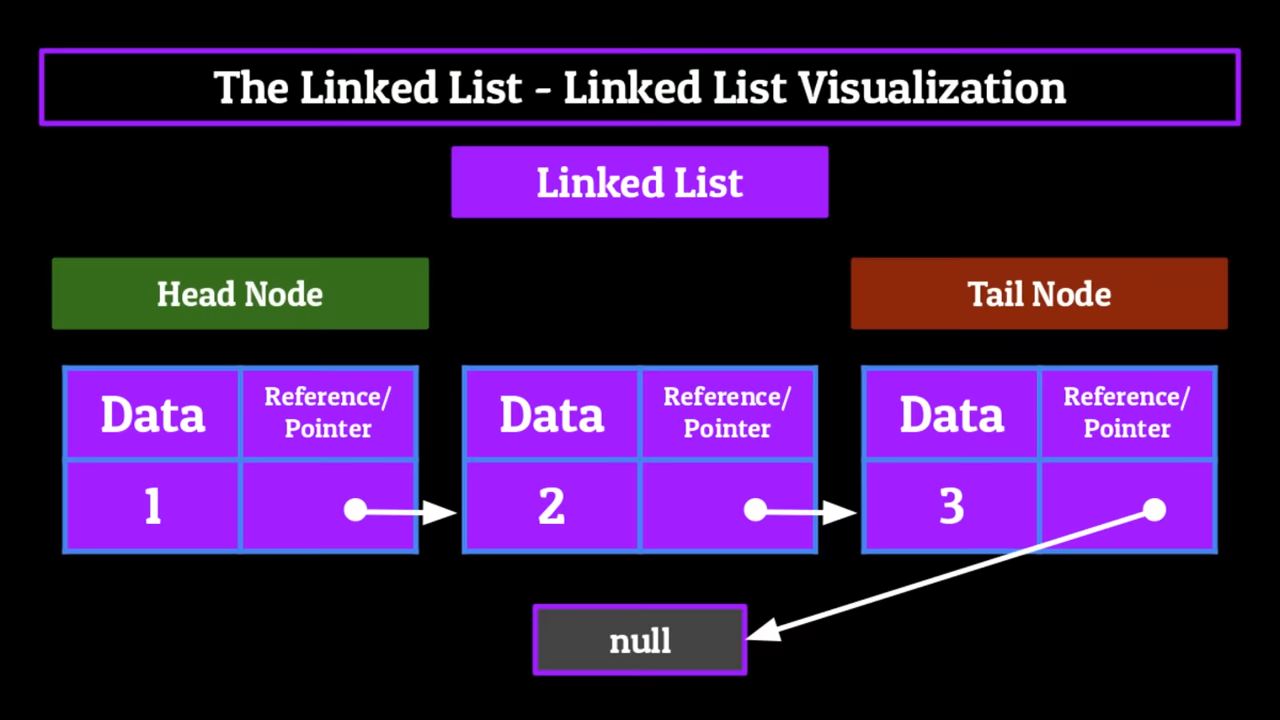 The Linked List - Linked List Visualization
Linked List
Head Node
Tail Node
Data
Reference/
Pointer
1
Data
Reference/
Pointer
2
Data
Reference/
Pointer
3
null